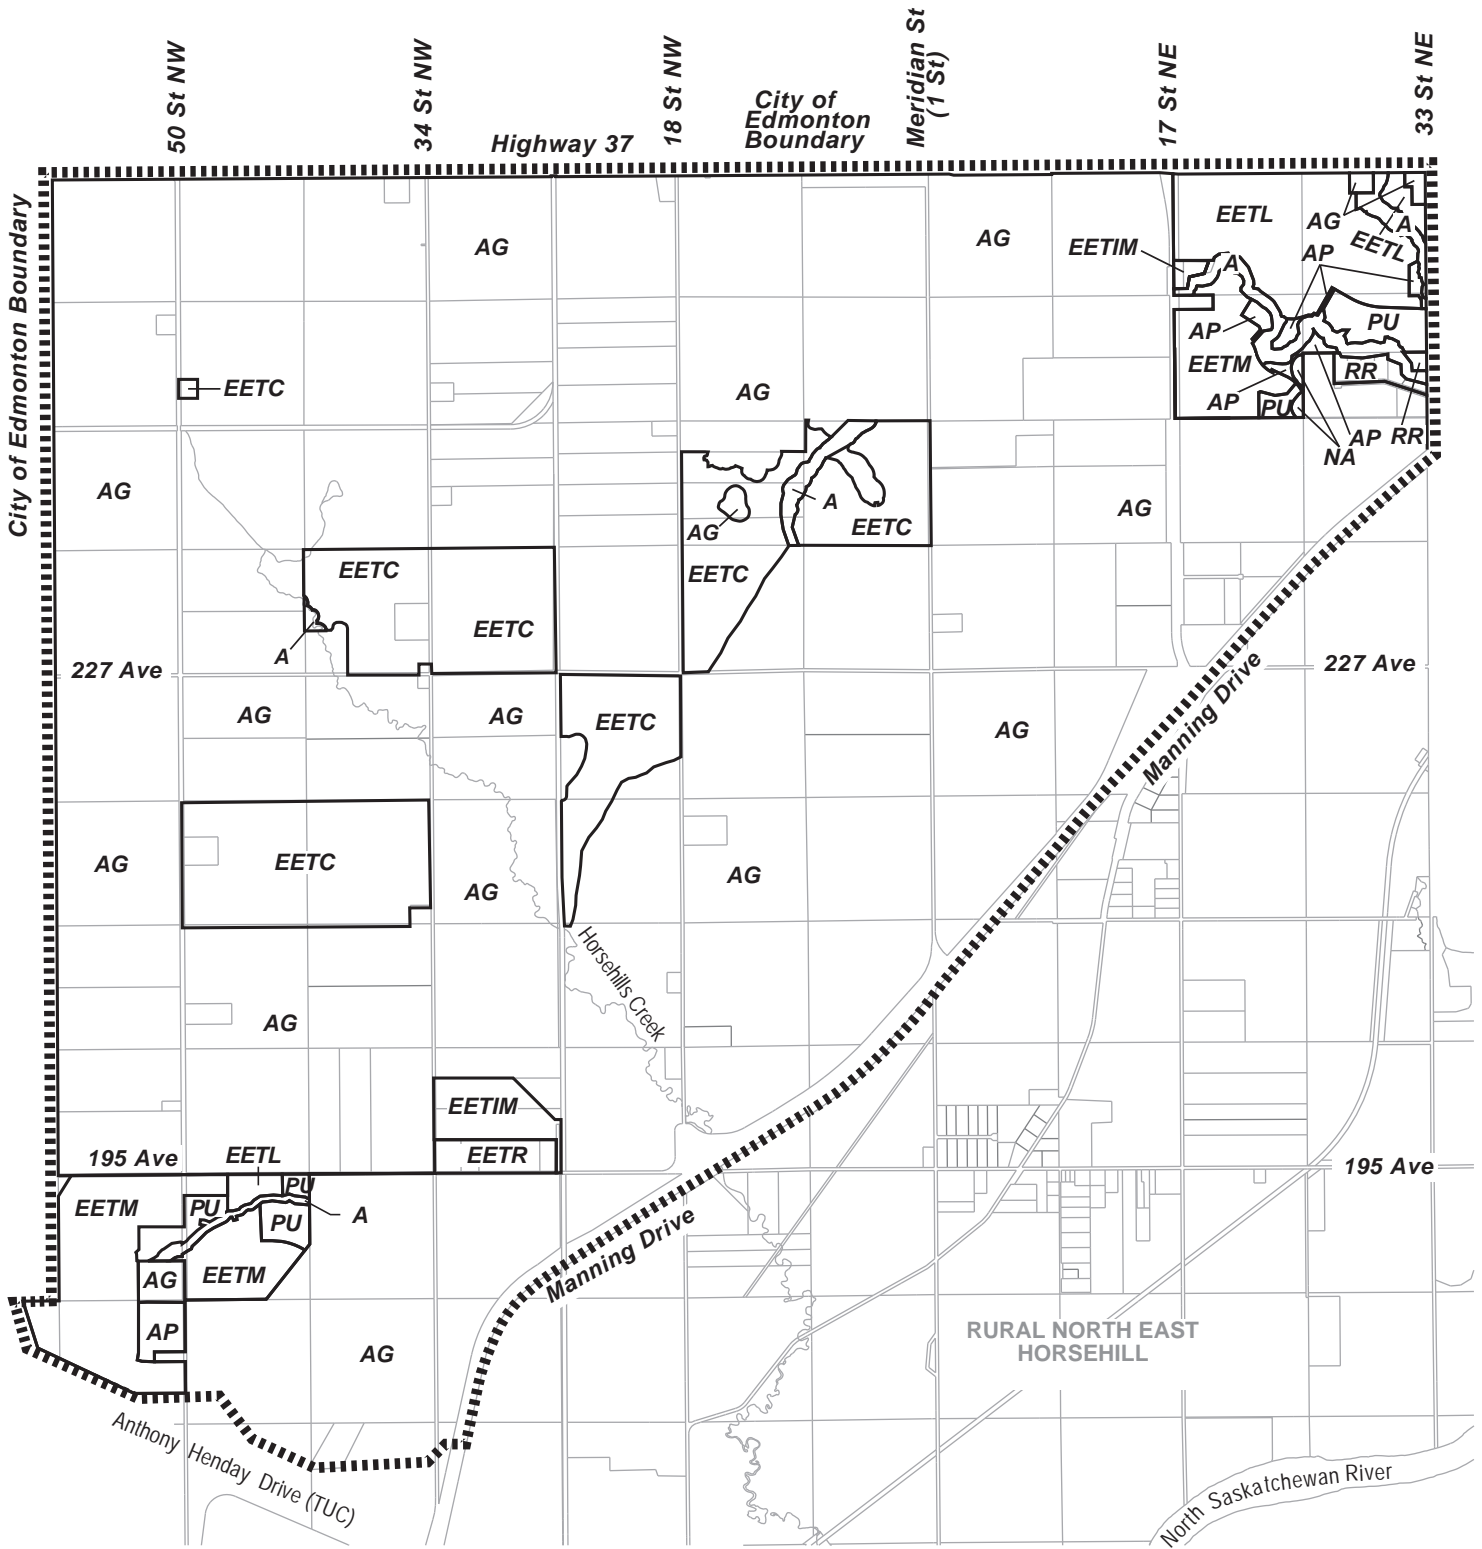 50 St NW
34 St NW
18 St NW
Meridian St
(1 St)
17 St NE
33 St NE
Highway 37
City of
Edmonton
Boundary
City of Edmonton Boundary
AG
AG
EETL
AG
A
EETL
EETIM
A
AP
AP
PU
EETM
RR
AP
PU
AP
RR
NA
EETC
AG
AG
A
AG
EETC
AG
EETC
EETC
EETC
A
227 Ave
227 Ave
AG
AG
EETC
AG
Manning Drive
AG
EETC
AG
AG
Horsehills Creek
AG
EETIM
EETR
195 Ave
EETL
195 Ave
EETM
PU
PU
PU
A
AG
EETM
Manning Drive
AP
AG
RURAL NORTH EAST
HORSEHILL
Anthony Henday Drive (TUC)
North Saskatchewan River